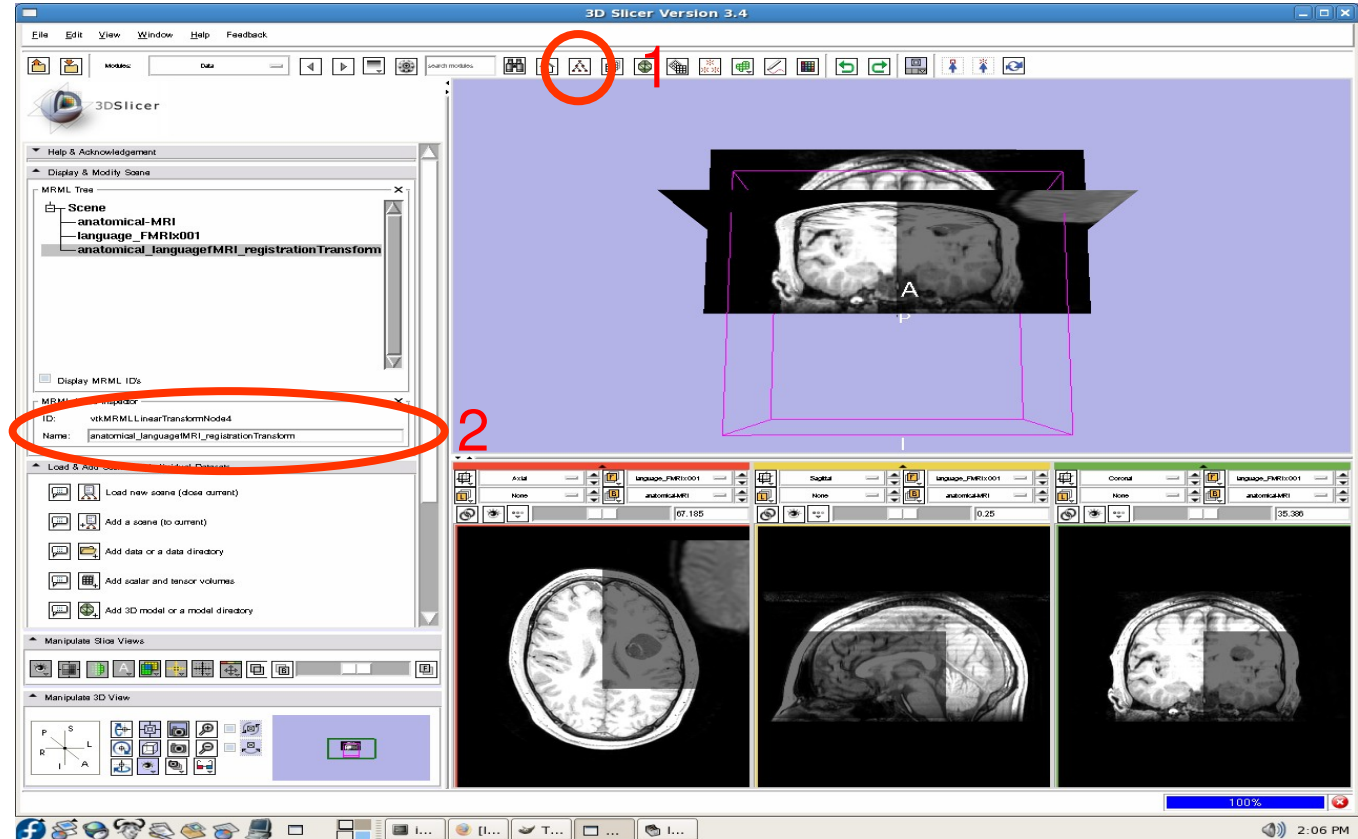 3D Slicer Version 3.4
File Edit View Window Help Feedback
Modules: Data search modules
1
3DSlicer
Help & Acknowledgement
Display & Modify Scene
MRML Tree
Scene
anatomical-MRI
language_FMRIx001
anatomical_languagefMRI_registrationTransform
Display MRML ID's
ID: vtkMRMLLinearTransformNode4
Name: anatomical_languagefMRI_registrationTransform
2
Load & Add
Load new scene (close current)
Add a scene (to current)
Add data or a data directory
Add scalar and tensor volumes
Add 3D model or a model directory
Manipulate Slice Views
Manipulate 3D View
P S
R L
I A
A
P
I
Axial language_FMRIx001
None anatomical-MRI
67.185
Sagittal language_FMRIx001
None anatomical-MRI
0.25
Coronal language_FMRIx001
None anatomical-MRI
35.386
100%
i... [I... T... ... I... 2:06 PM